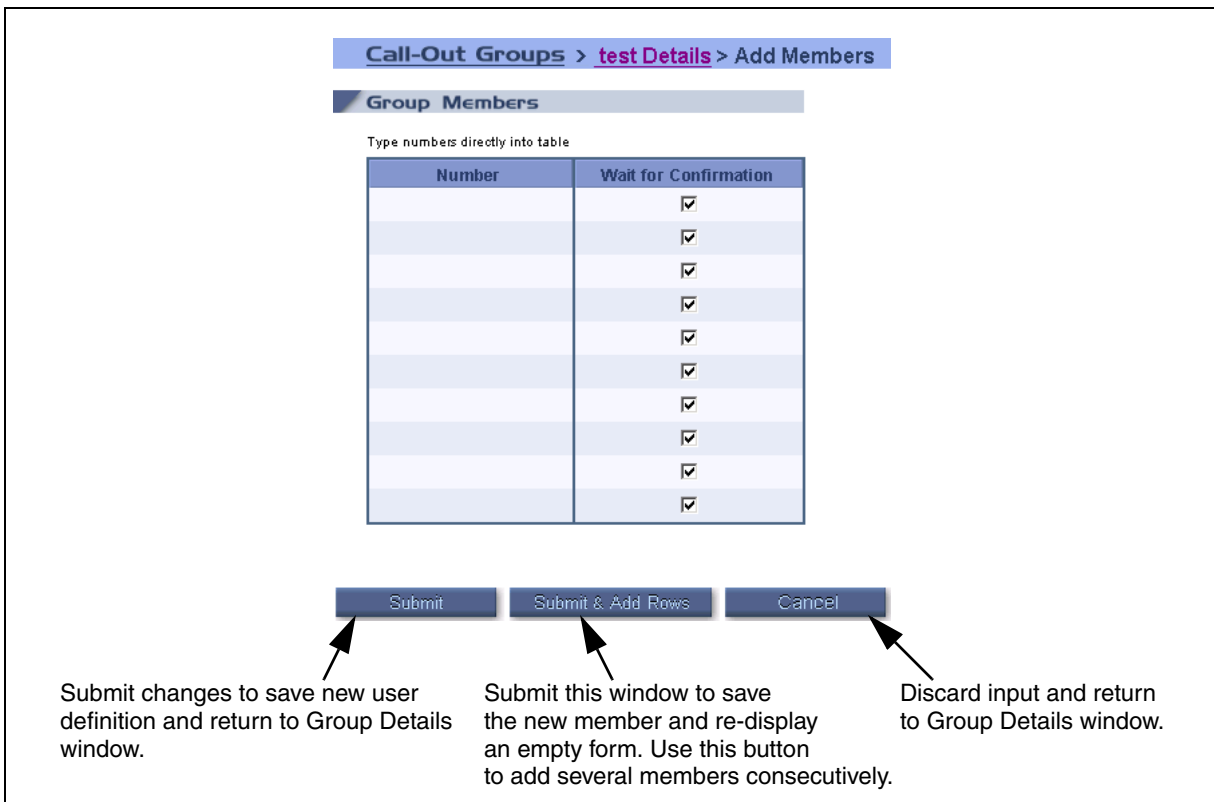 Call-Out Groups > test Details > Add Members
Group Members
Type numbers directly into table
Number Wait for Confirmation
Submit Submit & Add Rows Cancel
Submit changes to save new user
definition and return to Group Details
window.
Submit this window to save
the new member and re-display
an empty form. Use this button
to add several members consecutively.
Discard input and return
to Group Details window.